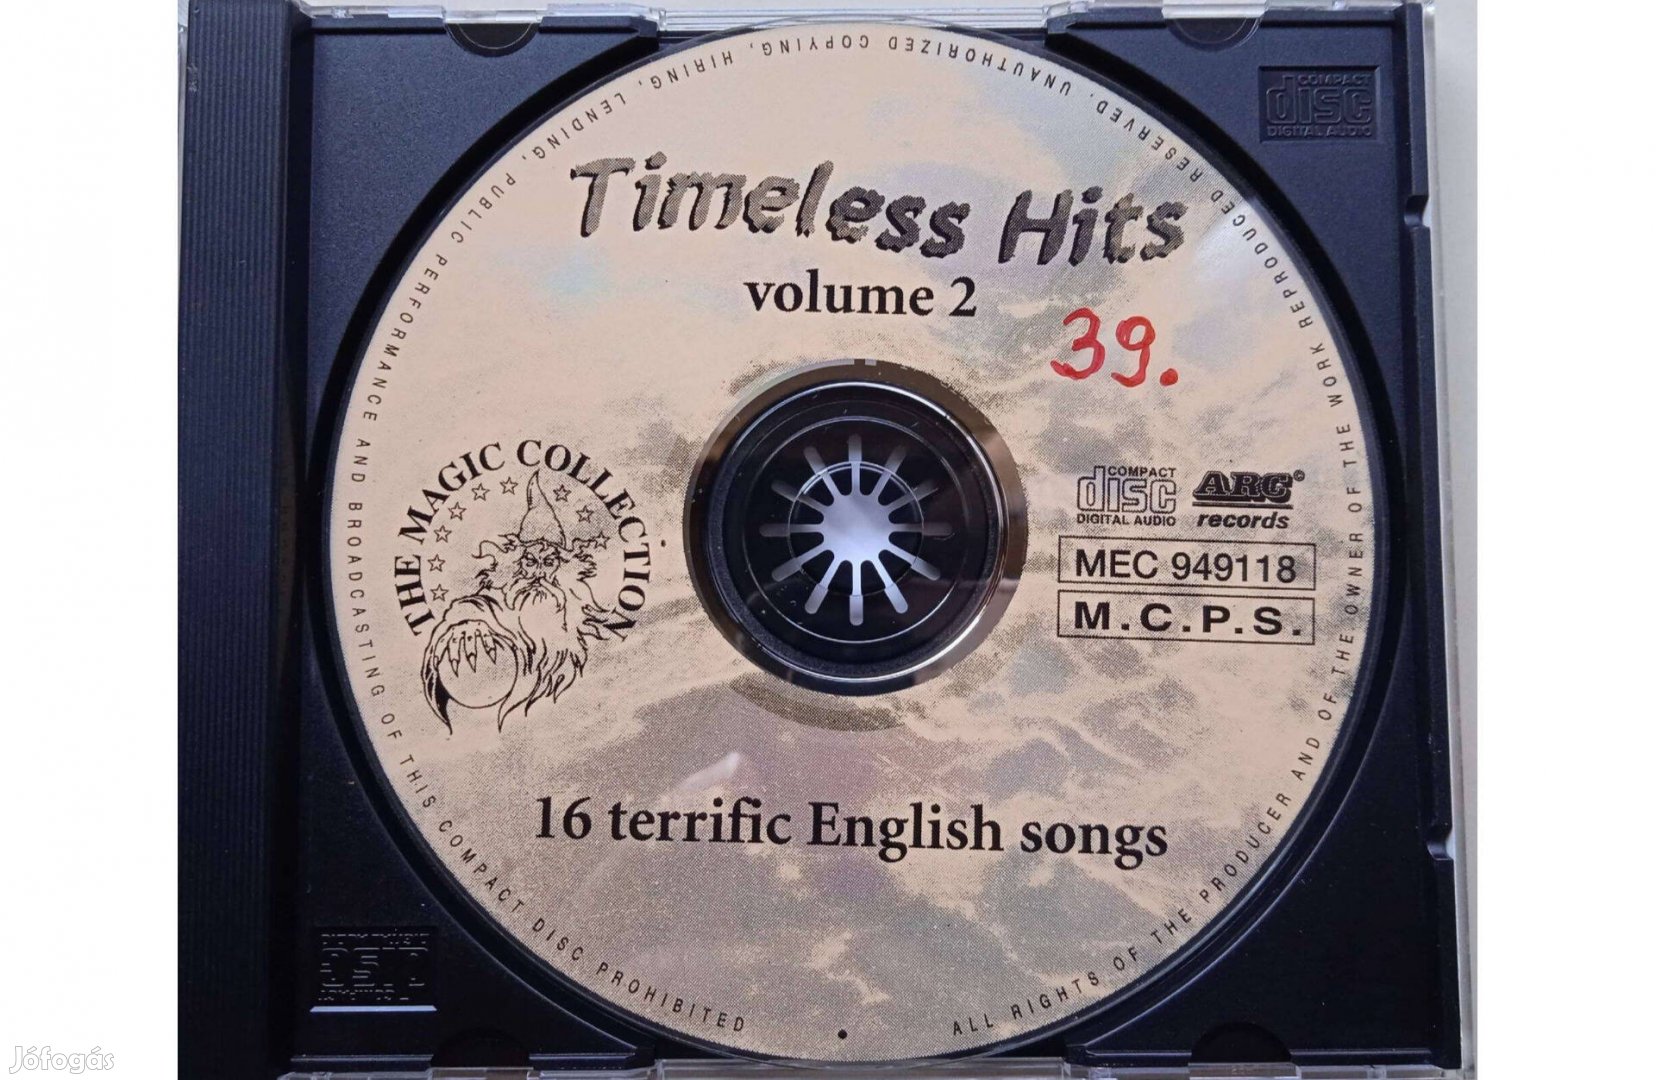 Timeless Hits
volume 2
39.
THE MAGIC COLLECTION
COMPACT
disc
DIGITAL AUDIO
ARC
records
MEC 949118
M.C.P.S.
16 terrific English songs
ALL RIGHTS OF THE PRODUCER AND OF THE OWNER OF THE WORK REPRODUCED RESERVED. UNAUTHORIZED COPYING, HIRING, LENDING, PUBLIC PERFORMANCE AND BROADCASTING OF THIS COMPACT DISC PROHIBITED
COMPACT
disc
DIGITAL AUDIO
COMPACT
disc
Jófogás